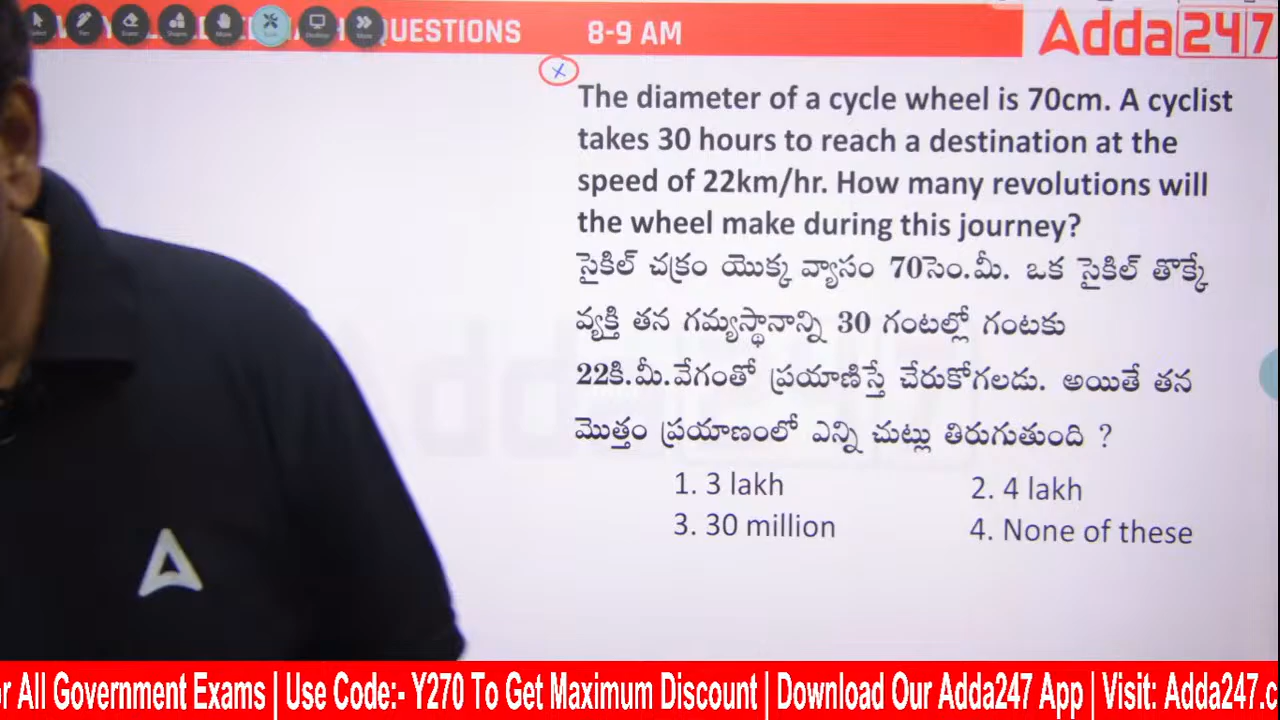 QUESTIONS 8-9 AM
Adda247
The diameter of a cycle wheel is 70cm. A cyclist
takes 30 hours to reach a destination at the
speed of 22km/hr. How many revolutions will
the wheel make during this journey?
సైకిల్ చక్రం యొక్క వ్యాసం 70సెం.మీ. ఒక సైకిల్ తొక్కే
వ్యక్తి తన గమ్యస్థానాన్ని 30 గంటల్లో గంటకు
22కి.మీ.వేగంతో ప్రయాణిస్తే చేరుకోగలడు. అయితే తన
మొత్తం ప్రయాణంలో ఎన్ని చుట్లు తిరుగుతుంది ?
1. 3 lakh 2. 4 lakh
3. 30 million 4. None of these
All Government Exams | Use Code:- Y270 To Get Maximum Discount | Download Our Adda247 App | Visit: Adda247.c